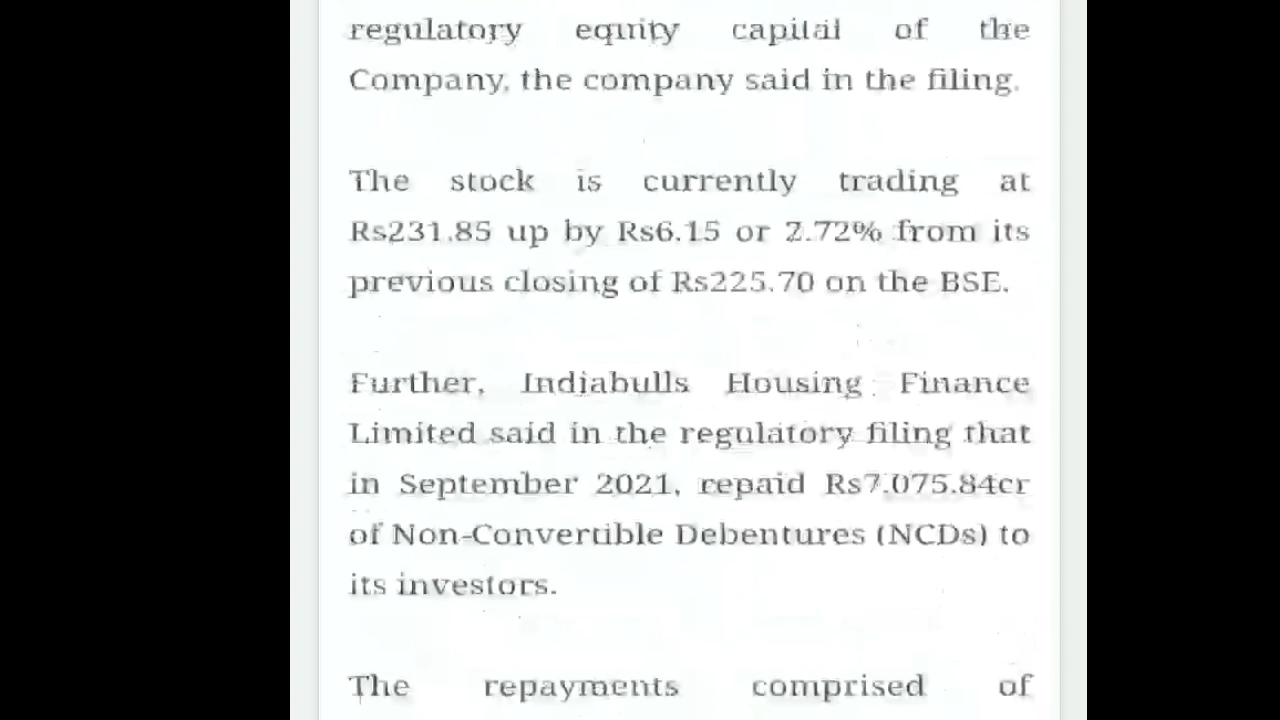 regulatory equity capital of the
Company, the company said in the filing.
The stock is currently trading at
Rs231.85 up by Rs6.15 or 2.72% from its
previous closing of Rs225.70 on the BSE.
Further, Indiabulls Housing Finance
Limited said in the regulatory filing that
in September 2021, repaid Rs7,075.84cr
of Non-Convertible Debentures (NCDs) to
its investors.
The repayments comprised of